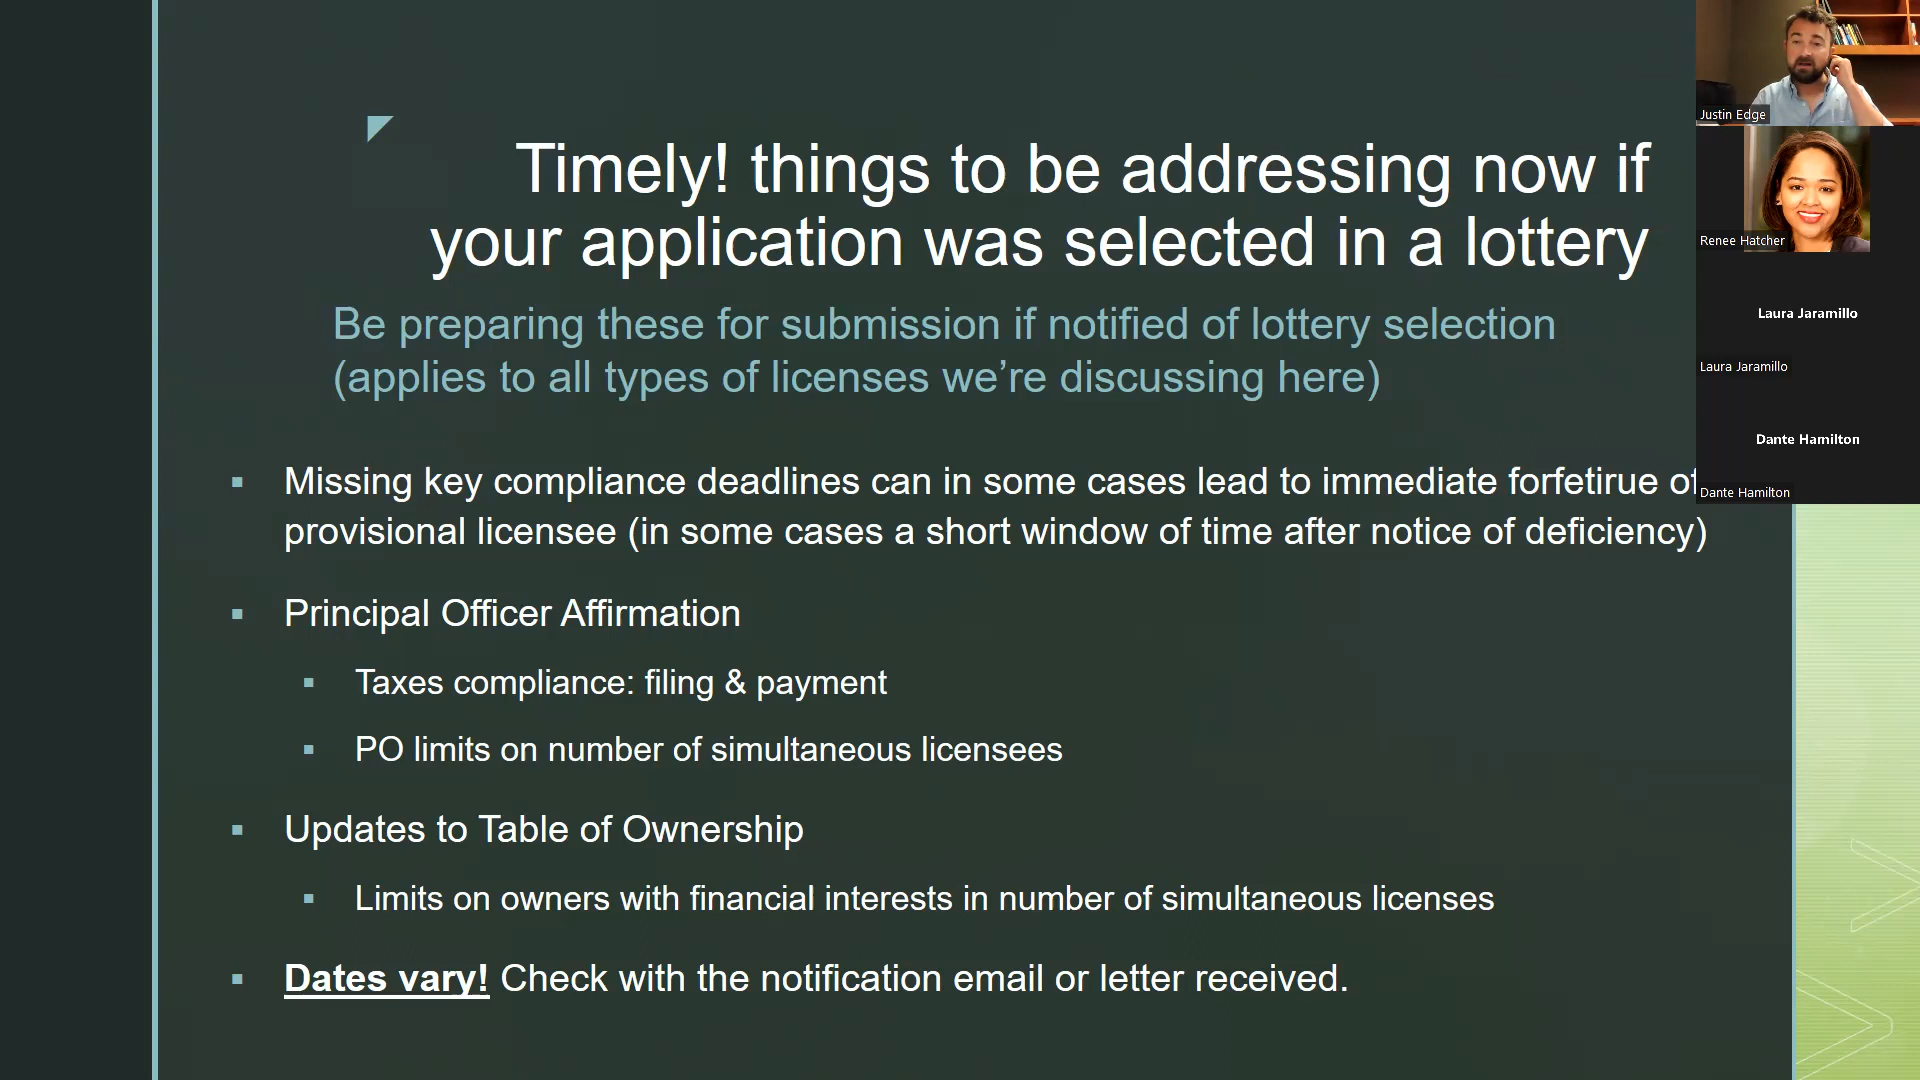 Timely! things to be addressing now if
your application was selected in a lottery
Be preparing these for submission if notified of lottery selection
(applies to all types of licenses we’re discussing here)
▪ Missing key compliance deadlines can in some cases lead to immediate forfetirue of
provisional licensee (in some cases a short window of time after notice of deficiency)
▪ Principal Officer Affirmation
▪ Taxes compliance: filing & payment
▪ PO limits on number of simultaneous licensees
▪ Updates to Table of Ownership
▪ Limits on owners with financial interests in number of simultaneous licenses
▪ Dates vary! Check with the notification email or letter received.
Justin Edge
Renee Hatcher
Laura Jaramillo
Laura Jaramillo
Dante Hamilton
Dante Hamilton